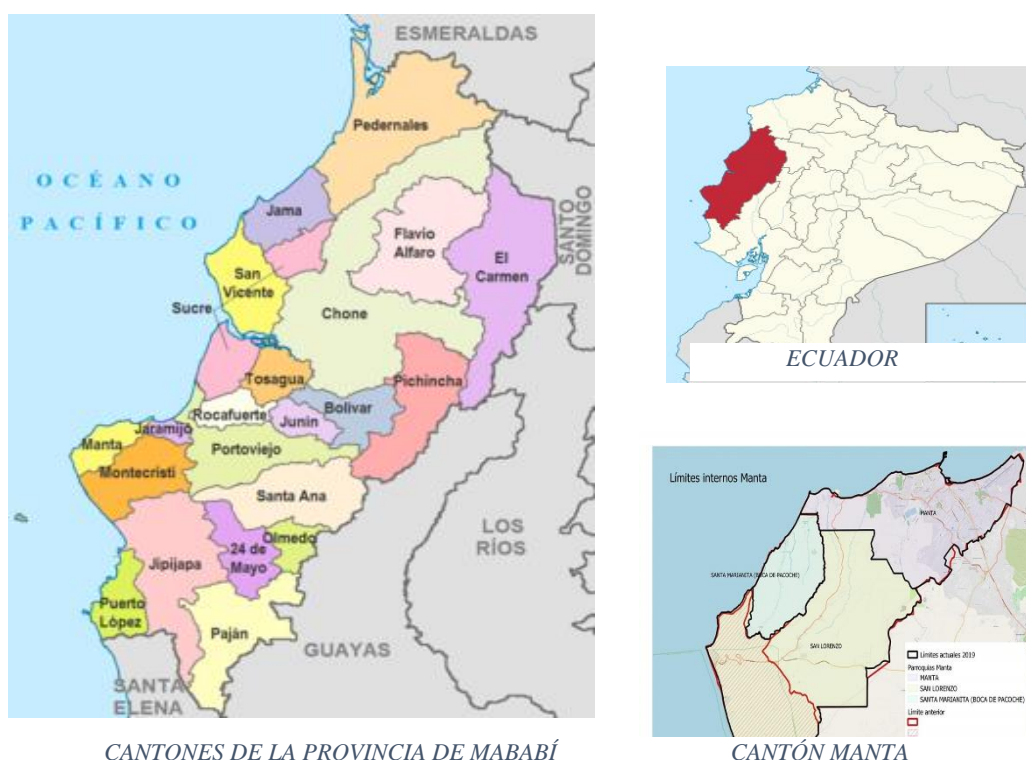 ESMERALDAS
Pedernales
OCÉANO
PACÍFICO
Jama
Flavio
Alfaro
SANTO
DOMINGO
El
Carmen
San
Vicente
Sucre
Chone
Tosagua
Pichincha
Rocafuerte
Bolívar
Junín
Jaramijó
Manta
Portoviejo
Montecristi
Santa Ana
LOS
RÍOS
Olmedo
24 de
Mayo
Jipijapa
Puerto
López
Paján
GUAYAS
SANTA
ELENA
CANTONES DE LA PROVINCIA DE MABABÍ
ECUADOR
Límites internos Manta
MANTA
SANTA MARIANITA (BOCA DE PACOCHE)
SAN LORENZO
Límites actuales 2019
Parroquias Manta
MANTA
SAN LORENZO
SANTA MARIANITA (BOCA DE PACOCHE)
Límite anterior
CANTÓN MANTA